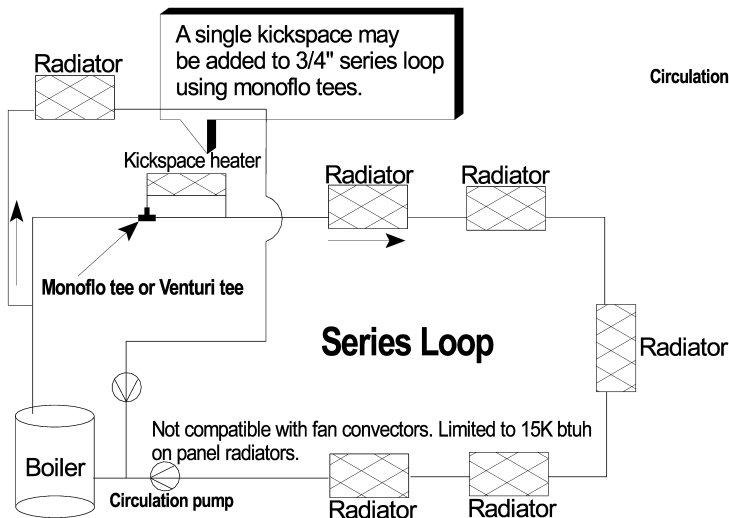 A single kickspace may
be added to 3/4" series loop
using monoflo tees.
Radiator
Circulation
Kickspace heater
Radiator
Radiator
Monoflo tee or Venturi tee
Series Loop
Radiator
Not compatible with fan convectors. Limited to 15K btuh
on panel radiators.
Boiler
Circulation pump
Radiator
Radiator